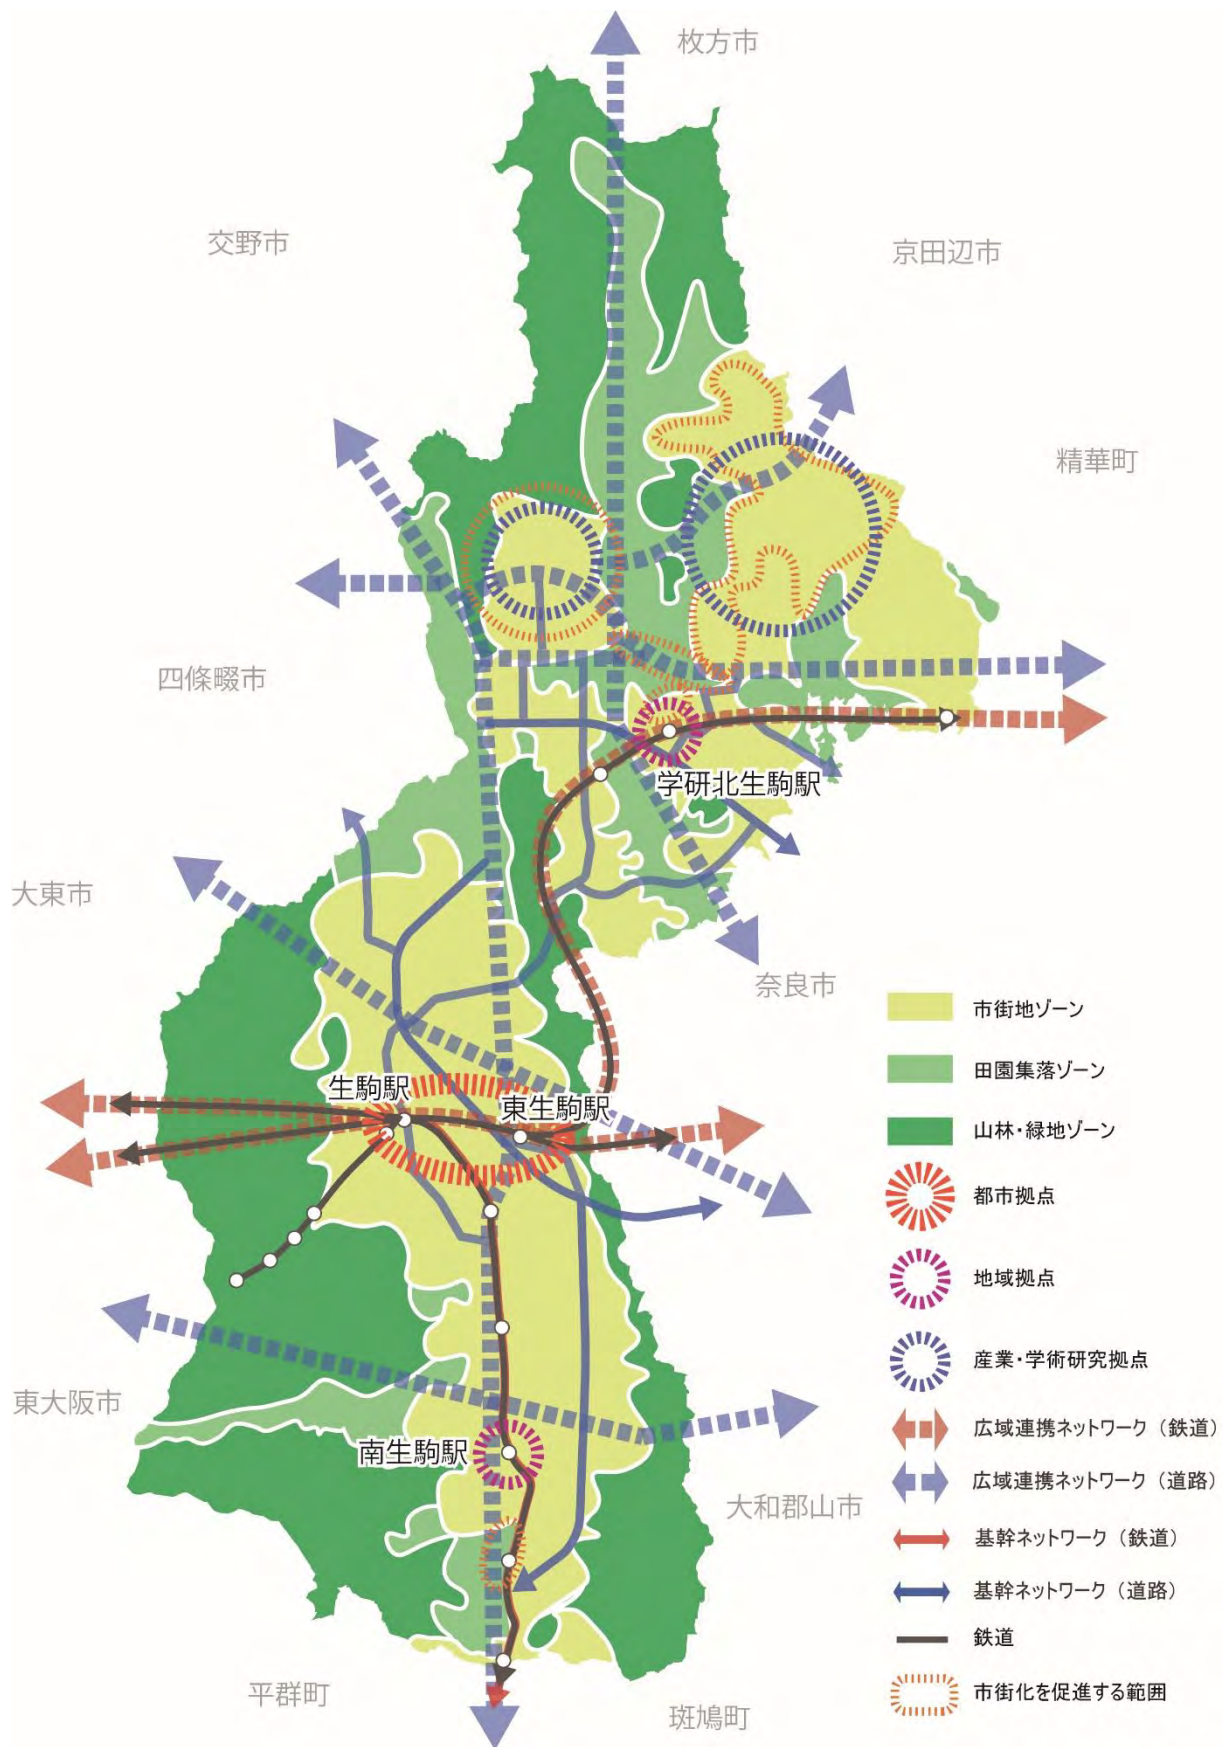 枚方市
交野市
京田辺市
精華町
四條畷市
学研北生駒駅
大東市
奈良市
生駒駅
東生駒駅
東大阪市
南生駒駅
大和郡山市
平群町
斑鳩町
市街地ゾーン
田園集落ゾーン
山林・緑地ゾーン
都市拠点
地域拠点
産業・学術研究拠点
広域連携ネットワーク（鉄道）
広域連携ネットワーク（道路）
基幹ネットワーク（鉄道）
基幹ネットワーク（道路）
鉄道
市街化を促進する範囲